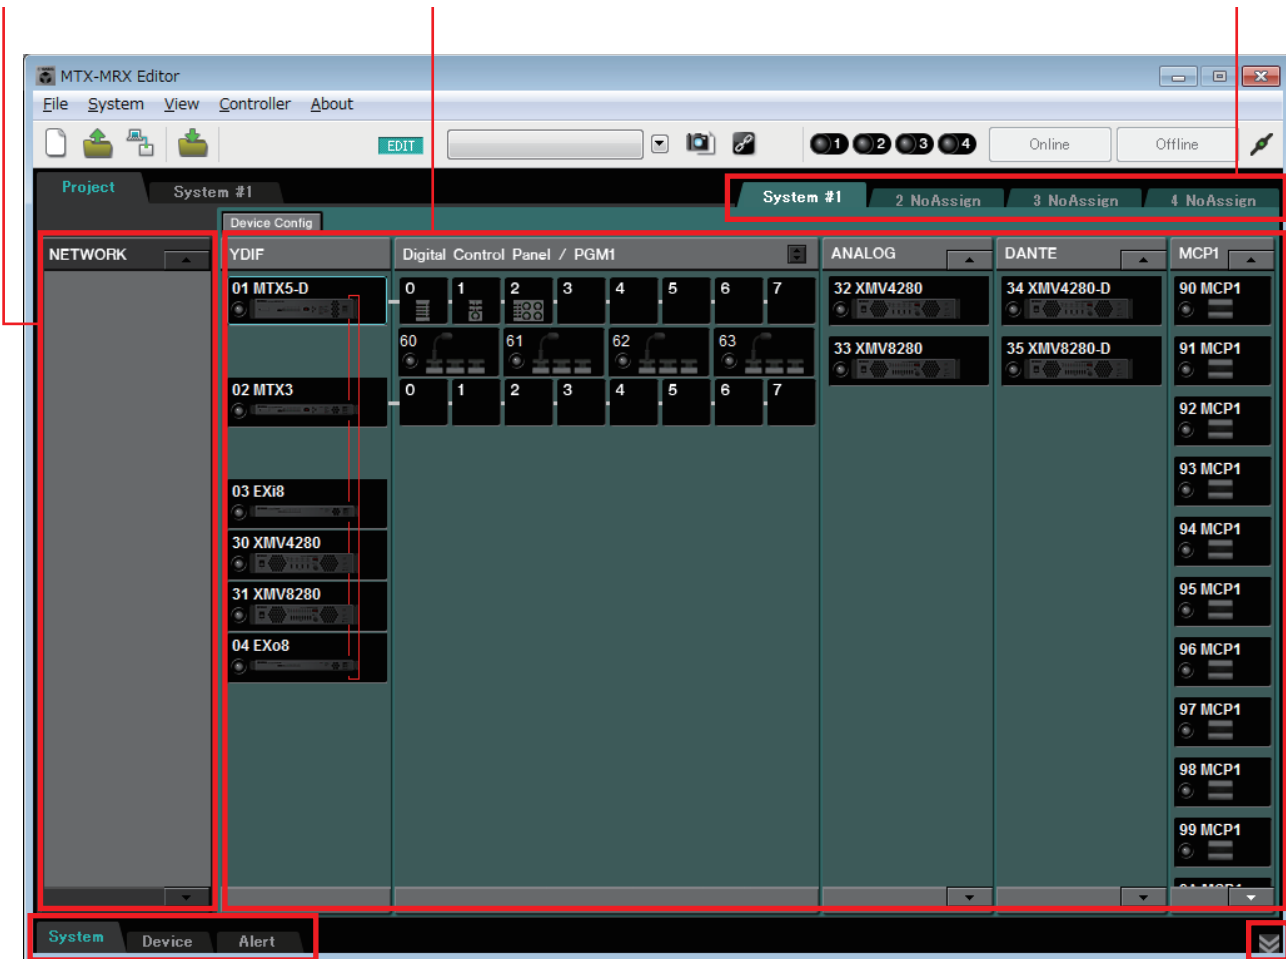 MTX-MRX Editor
File System View Controller About
EDIT 1 2 3 4 Online Offline
Project System #1 System #1 2 NoAssign 3 NoAssign 4 NoAssign
Device Config
NETWORK YDIF Digital Control Panel / PGM1 ANALOG DANTE MCP1
01 MTX5-D 0 1 2 3 4 5 6 7 32 XMV4280 34 XMV4280-D 90 MCP1
60 61 62 63 33 XMV8280 35 XMV8280-D 91 MCP1
02 MTX3 0 1 2 3 4 5 6 7 92 MCP1
93 MCP1
03 EXi8
94 MCP1
30 XMV4280
95 MCP1
31 XMV8280
04 EXo8 96 MCP1
97 MCP1
98 MCP1
99 MCP1
System Device Alert